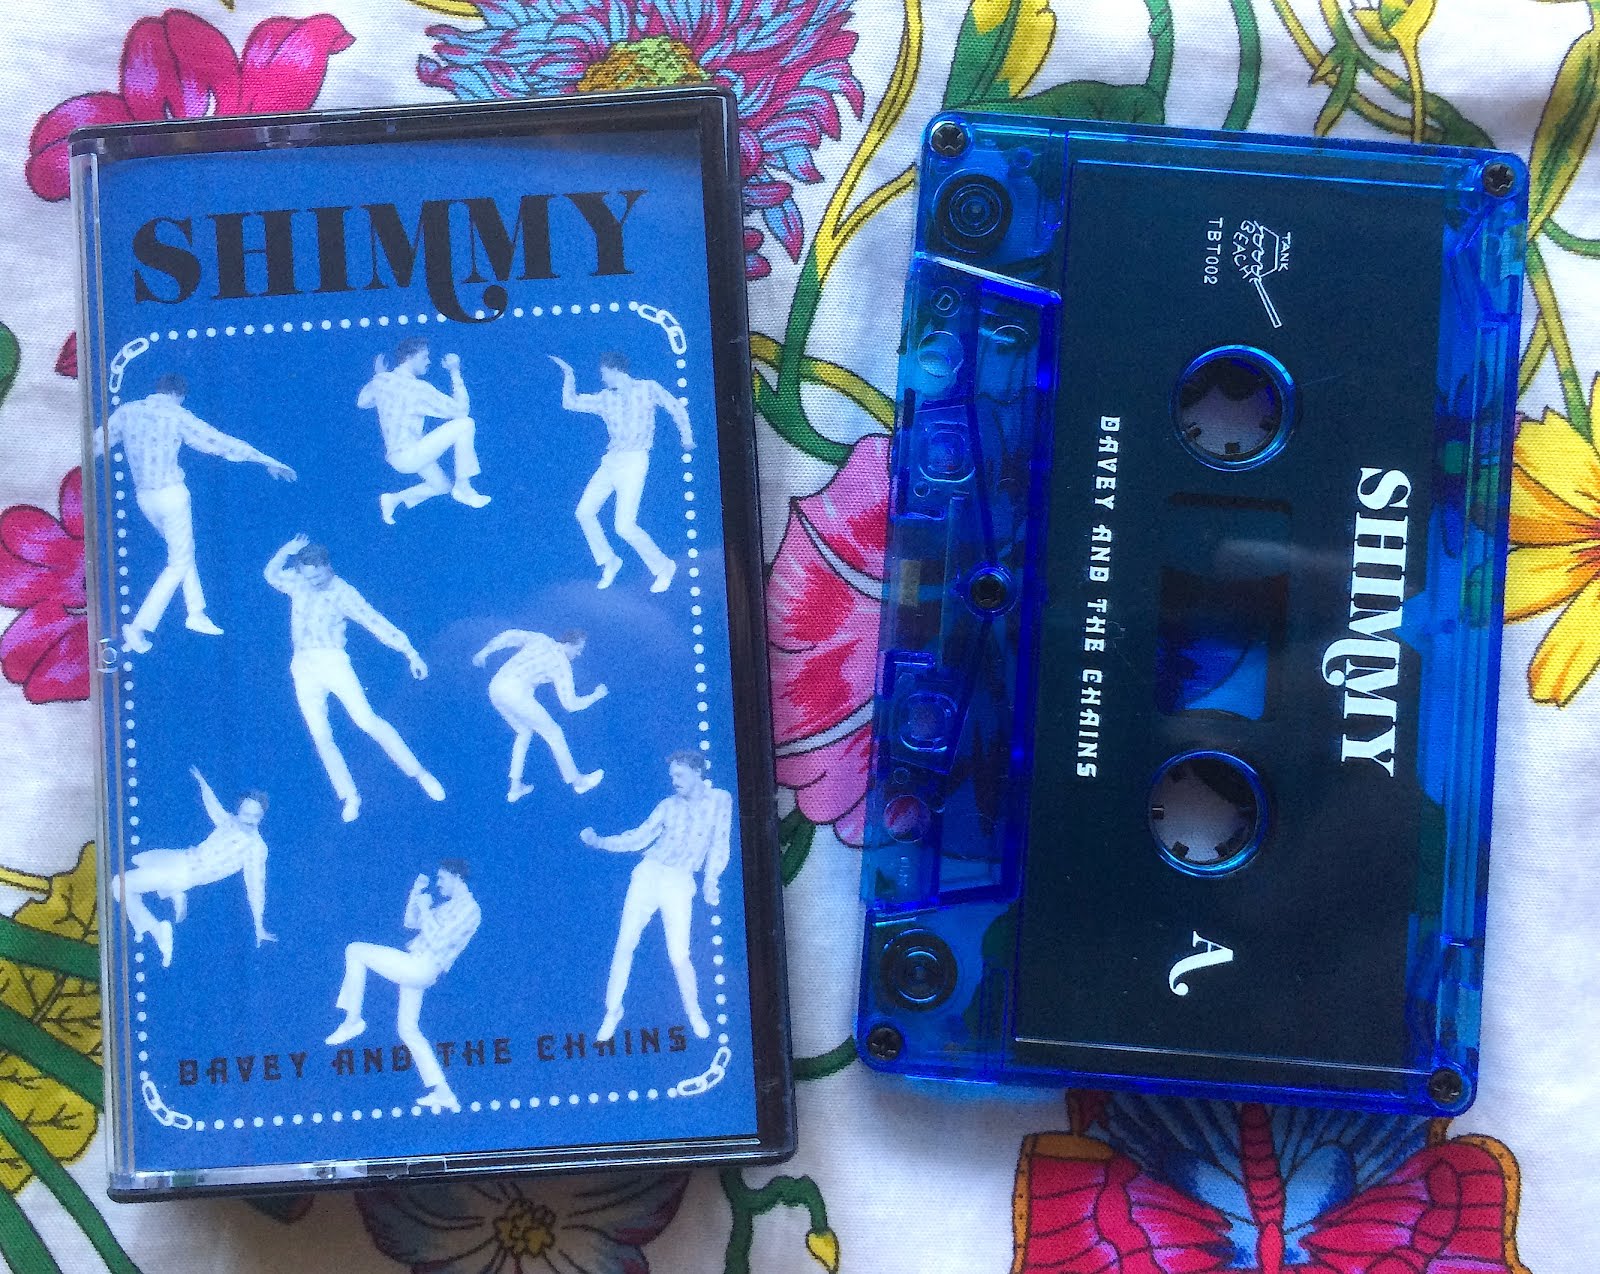 SHIMMY
DAVEY AND THE CHAINS
TANK
BEACH
TBT002
SHIMMY
DAVEY AND THE CHAINS
A